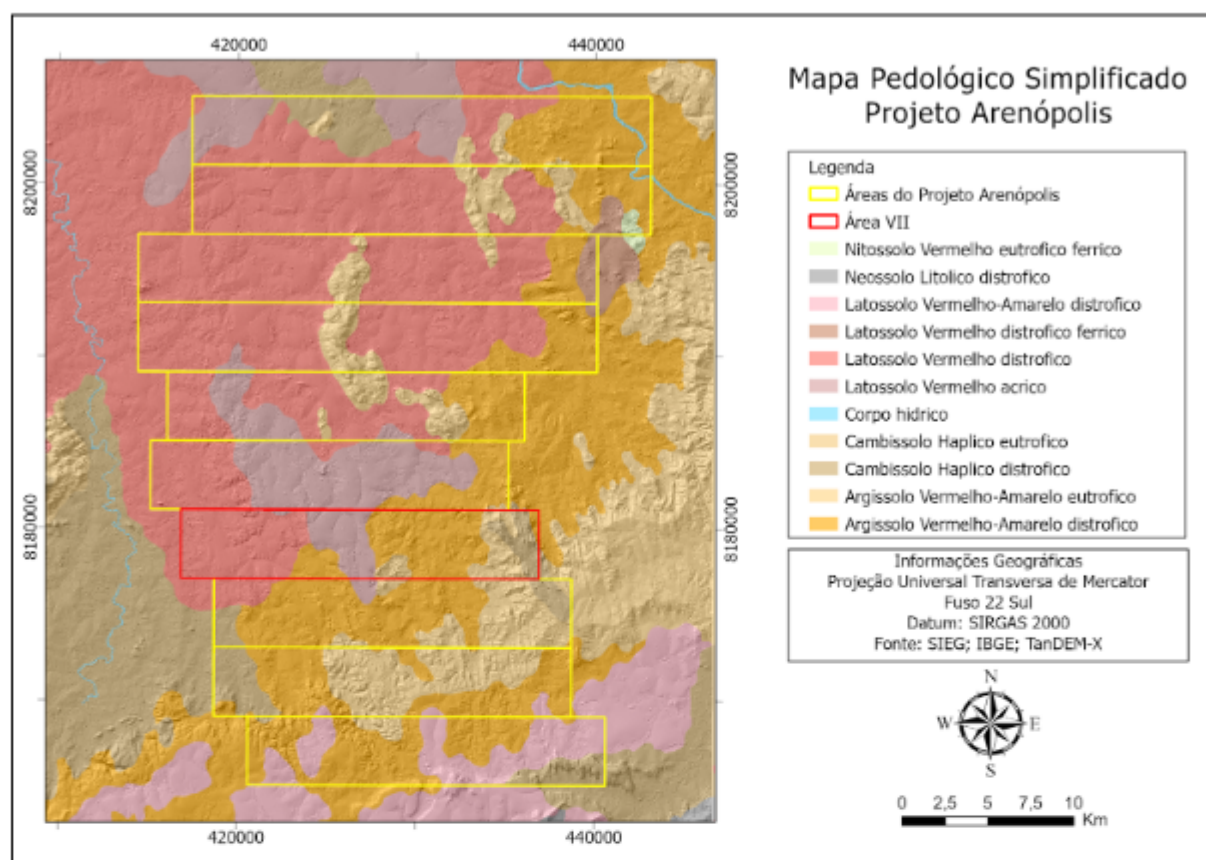 Mapa Pedológico Simplificado
Projeto Arenópolis
420000
440000
8200000
8200000
8180000
8180000
420000
440000
Legenda
Áreas do Projeto Arenópolis
Área VII
Nitossolo Vermelho eutrofico ferrico
Neossolo Litolico distrofico
Latossolo Vermelho-Amarelo distrofico
Latossolo Vermelho distrofico ferrico
Latossolo Vermelho distrofico
Latossolo Vermelho acrico
Corpo hidrico
Cambissolo Haplico eutrofico
Cambissolo Haplico distrofico
Argissolo Vermelho-Amarelo eutrofico
Argissolo Vermelho-Amarelo distrofico
Informações Geográficas
Projeção Universal Transversa de Mercator
Fuso 22 Sul
Datum: SIRGAS 2000
Fonte: SIEG; IBGE; TanDEM-X
N
W E
S
0 2,5 5 10
Km